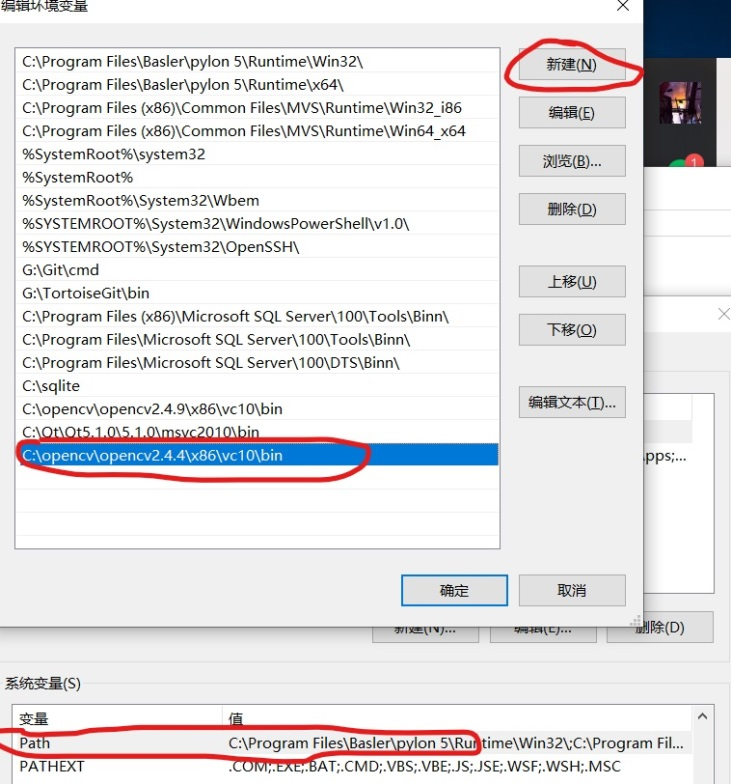 编辑环境变量
C:\Program Files\Basler\pylon 5\Runtime\Win32\
C:\Program Files\Basler\pylon 5\Runtime\x64\
C:\Program Files (x86)\Common Files\MVS\Runtime\Win32_i86
C:\Program Files (x86)\Common Files\MVS\Runtime\Win64_x64
%SystemRoot%\system32
%SystemRoot%
%SystemRoot%\System32\Wbem
%SYSTEMROOT%\System32\WindowsPowerShell\v1.0\
%SYSTEMROOT%\System32\OpenSSH\
G:\Git\cmd
G:\TortoiseGit\bin
C:\Program Files (x86)\Microsoft SQL Server\100\Tools\Binn\
C:\Program Files\Microsoft SQL Server\100\Tools\Binn\
C:\Program Files\Microsoft SQL Server\100\DTS\Binn\
C:\sqlite
C:\opencv\opencv2.4.9\x86\vc10\bin
C:\Qt\Qt5.1.0\5.1.0\msvc2010\bin
C:\opencv\opencv2.4.4\x86\vc10\bin
新建(N)
编辑(E)
浏览(B)...
删除(D)
上移(U)
下移(O)
编辑文本(T)...
确定
取消
1
\pps;...
新建(N)...
编辑(E)...
删除(D)
系统变量(S)
变量 值
Path C:\Program Files\Basler\pylon 5\Runtime\Win32\;C:\Program Fil...
PATHEXT .COM;.EXE;.BAT;.CMD;.VBS;.VBE;.JS;.JSE;.WSF;.WSH;.MSC